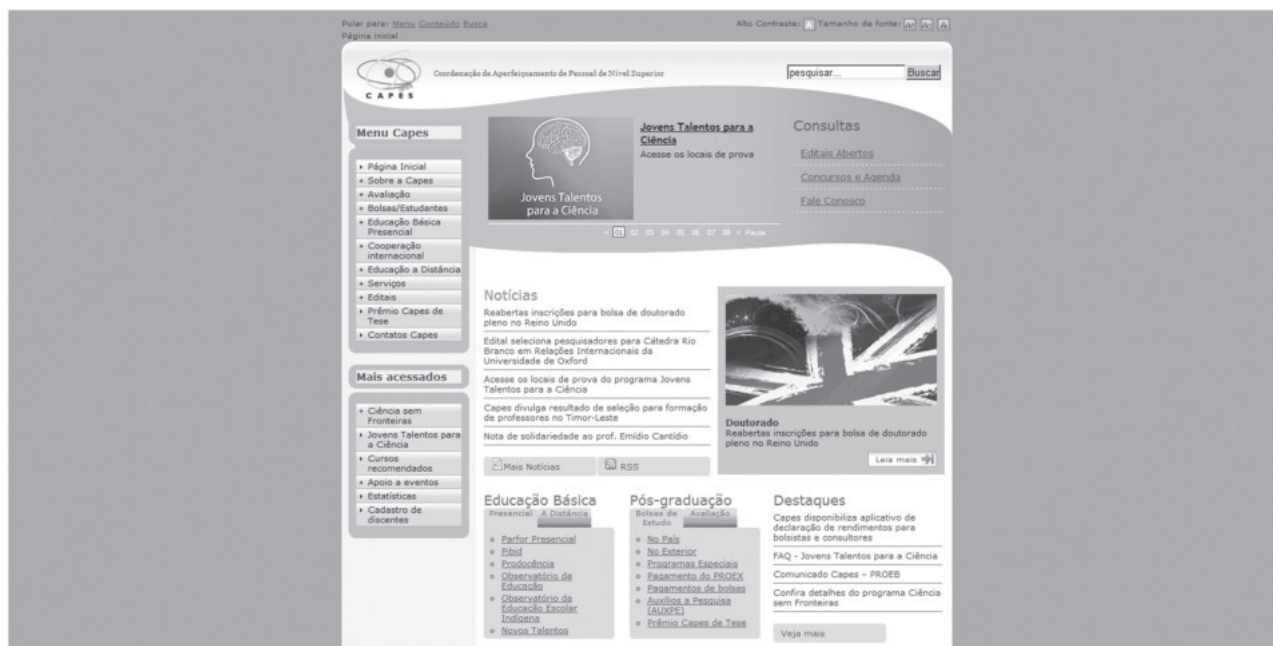 Pular para: Menu Conteúdo Busca
Página inicial
Alto Contraste: A Tamanho de fonte: A+ A- A
CAPES
Coordenação de Aperfeiçoamento de Pessoal de Nível Superior
pesquisar... Buscar
Menu Capes
Página Inicial
Sobre a Capes
Avaliação
Bolsas/Estudantes
Educação Básica
Presencial
Cooperação
internacional
Educação a Distância
Serviços
Editais
Prêmio Capes de
Tese
Contatos Capes
Mais acessados
Ciência sem
Fronteiras
Jovens Talentos para
a Ciência
Cursos
recomendados
Apoio a eventos
Estatísticas
Cadastro de
discentes
Jovens Talentos
para a Ciência
Jovens Talentos para a
Ciência
Acesse os locais de prova
« 01 02 03 04 05 06 07 08 » Pause
Consultas
Editais Abertos
Concursos e Agenda
Fale Conosco
Notícias
Reabertas inscrições para bolsa de doutorado
pleno no Reino Unido
Edital seleciona pesquisadores para Cátedra Rio
Branco em Relações Internacionais da
Universidade de Oxford
Acesse os locais de prova do programa Jovens
Talentos para a Ciência
Capes divulga resultado de seleção para formação
de professores no Timor-Leste
Nota de solidariedade ao prof. Emídio Cantídio
Mais Notícias
RSS
Doutorado
Reabertas inscrições para bolsa de doutorado
pleno no Reino Unido
Leia mais
Educação Básica
Presencial A Distância
Parfor Presencial
Pibid
Prodocência
Observatório da
Educação
Observatório da
Educação Escolar
Indígena
Novos Talentos
Pós-graduação
Bolsas de
Estudo
Avaliação
No País
No Exterior
Programas Especiais
Pagamento do PROEX
Pagamentos de bolsas
Auxílios a Pesquisa
(AUXPE)
Prêmio Capes de Tese
Destaques
Capes disponibiliza aplicativo de
declaração de rendimentos para
bolsistas e consultores
FAQ - Jovens Talentos para a Ciência
Comunicado Capes – PROEB
Confira detalhes do programa Ciência
sem Fronteiras
Veja mais